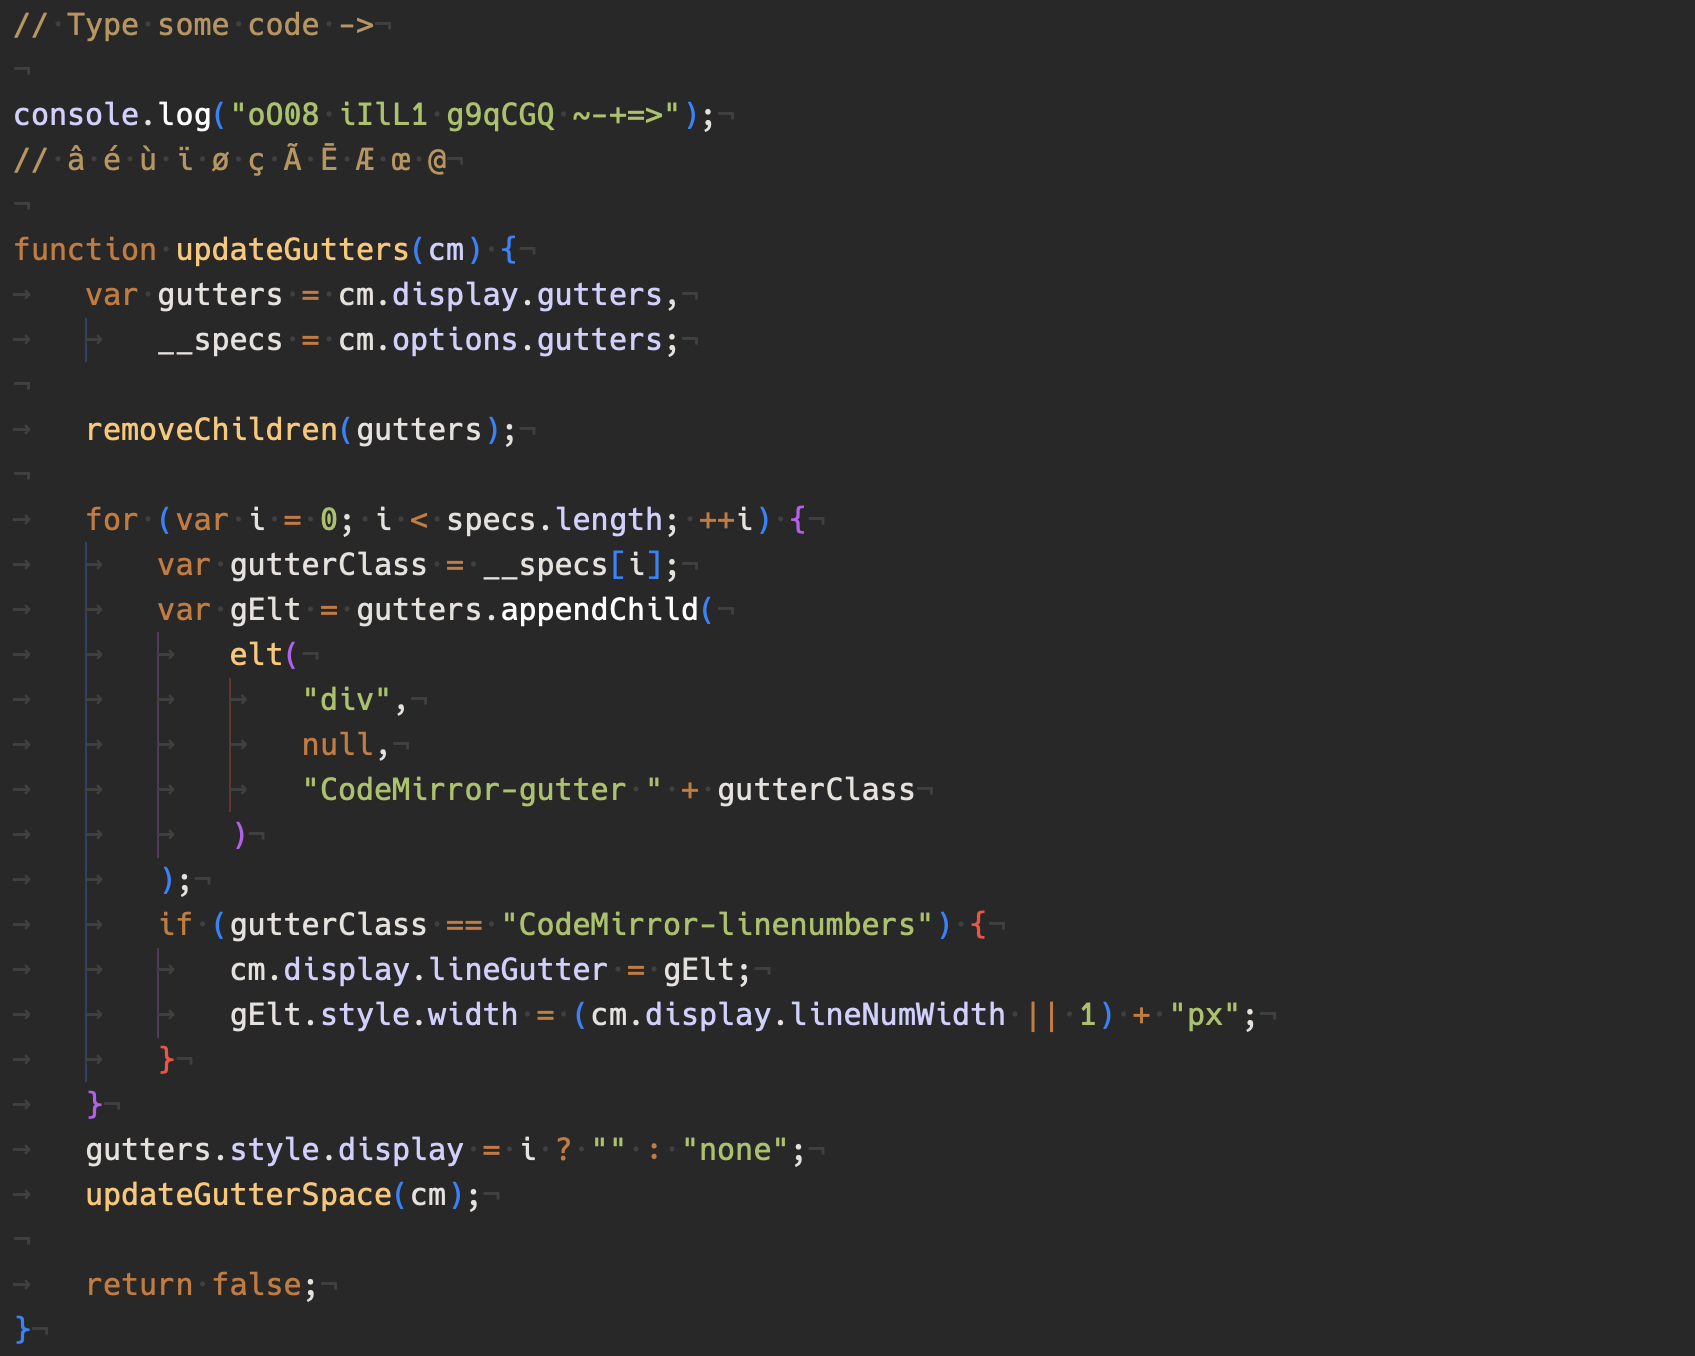 // Type some code ->
console.log("oO08 iIlL1 g9qCGQ ~-+=>");
// â é ù ï ø ç Ã Ē Æ œ @
function updateGutters(cm) {
	var gutters = cm.display.gutters,
		__specs = cm.options.gutters;
	removeChildren(gutters);
	for (var i = 0; i < specs.length; ++i) {
		var gutterClass = __specs[i];
		var gElt = gutters.appendChild(
			elt(
				"div",
				null,
				"CodeMirror-gutter " + gutterClass
			)
		);
		if (gutterClass == "CodeMirror-linenumbers") {
			cm.display.lineGutter = gElt;
			gElt.style.width = (cm.display.lineNumWidth || 1) + "px";
		}
	}
	gutters.style.display = i ? "" : "none";
	updateGutterSpace(cm);
	return false;
}